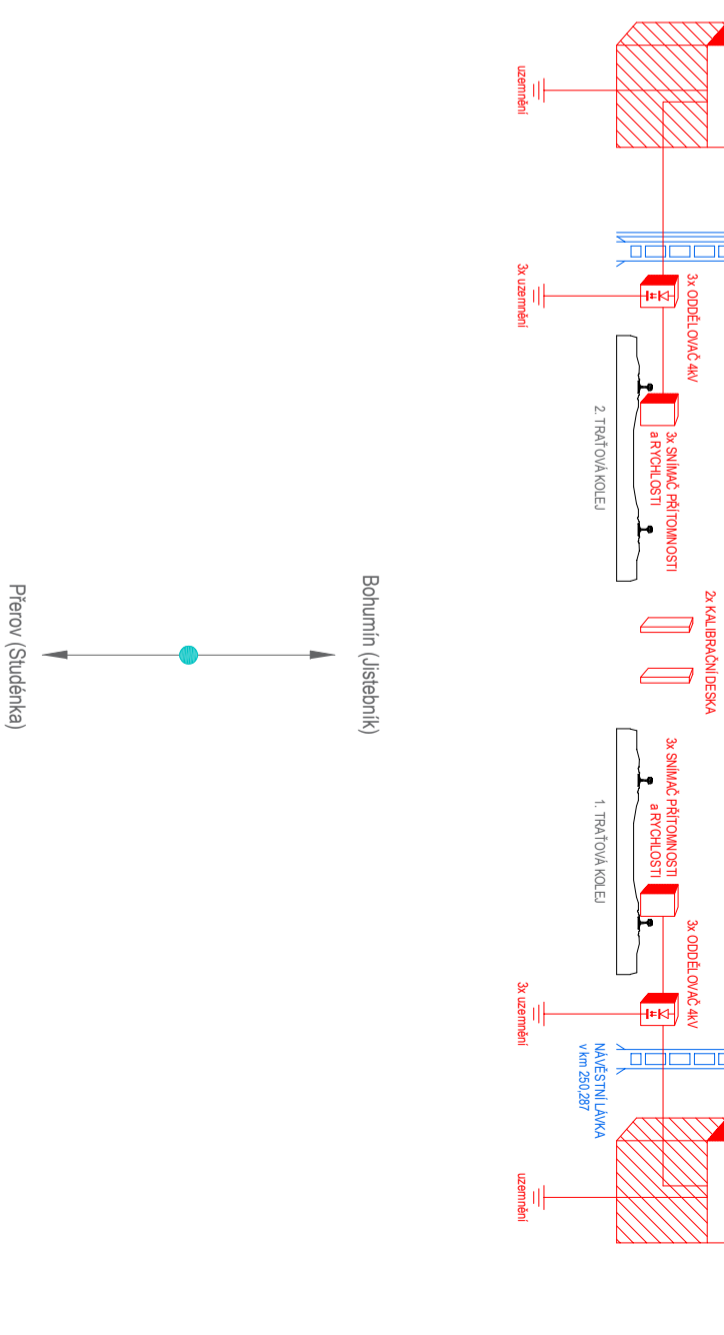 3x ODDĚLOVAČ 4kV
3x SNÍMAČ PŘÍTOMNOSTI
a RYCHLOSTI
2x KALIBRAČNÍ DESKA
3x SNÍMAČ PŘÍTOMNOSTI
a RYCHLOSTI
3x ODDĚLOVAČ 4kV
2. TRAŤOVÁ KOLEJ
1. TRAŤOVÁ KOLEJ
NÁVĚSTNÍ LÁVKA
v km 250,287
uzemnění
3x uzemnění
3x uzemnění
uzemnění
Bohumín (Jistebník)
Přerov (Studénka)